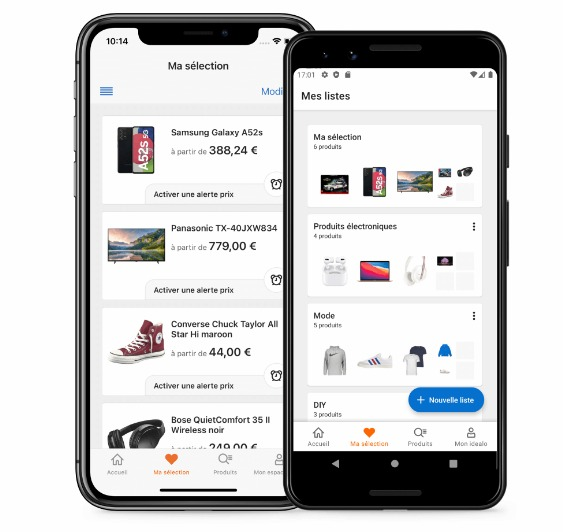 10:14
Ma sélection
Modi
Samsung Galaxy A52s
à partir de 388,24 €
A52s 5G
Activer une alerte prix
Panasonic TX-40JXW834
à partir de 779,00 €
Activer une alerte prix
Converse Chuck Taylor All
Star Hi maroon
à partir de 44,00 €
Activer une alerte prix
Bose QuietComfort 35 II
Wireless noir
à partir de 249,00 €
Accueil
Ma sélection
Produits
Mon espac
17:01
Mes listes
Ma sélection
6 produits
A52s
Produits électroniques
4 produits
Mode
5 produits
DIY
3 produits
+ Nouvelle liste
Accueil
Ma sélection
Produits
Mon idealo